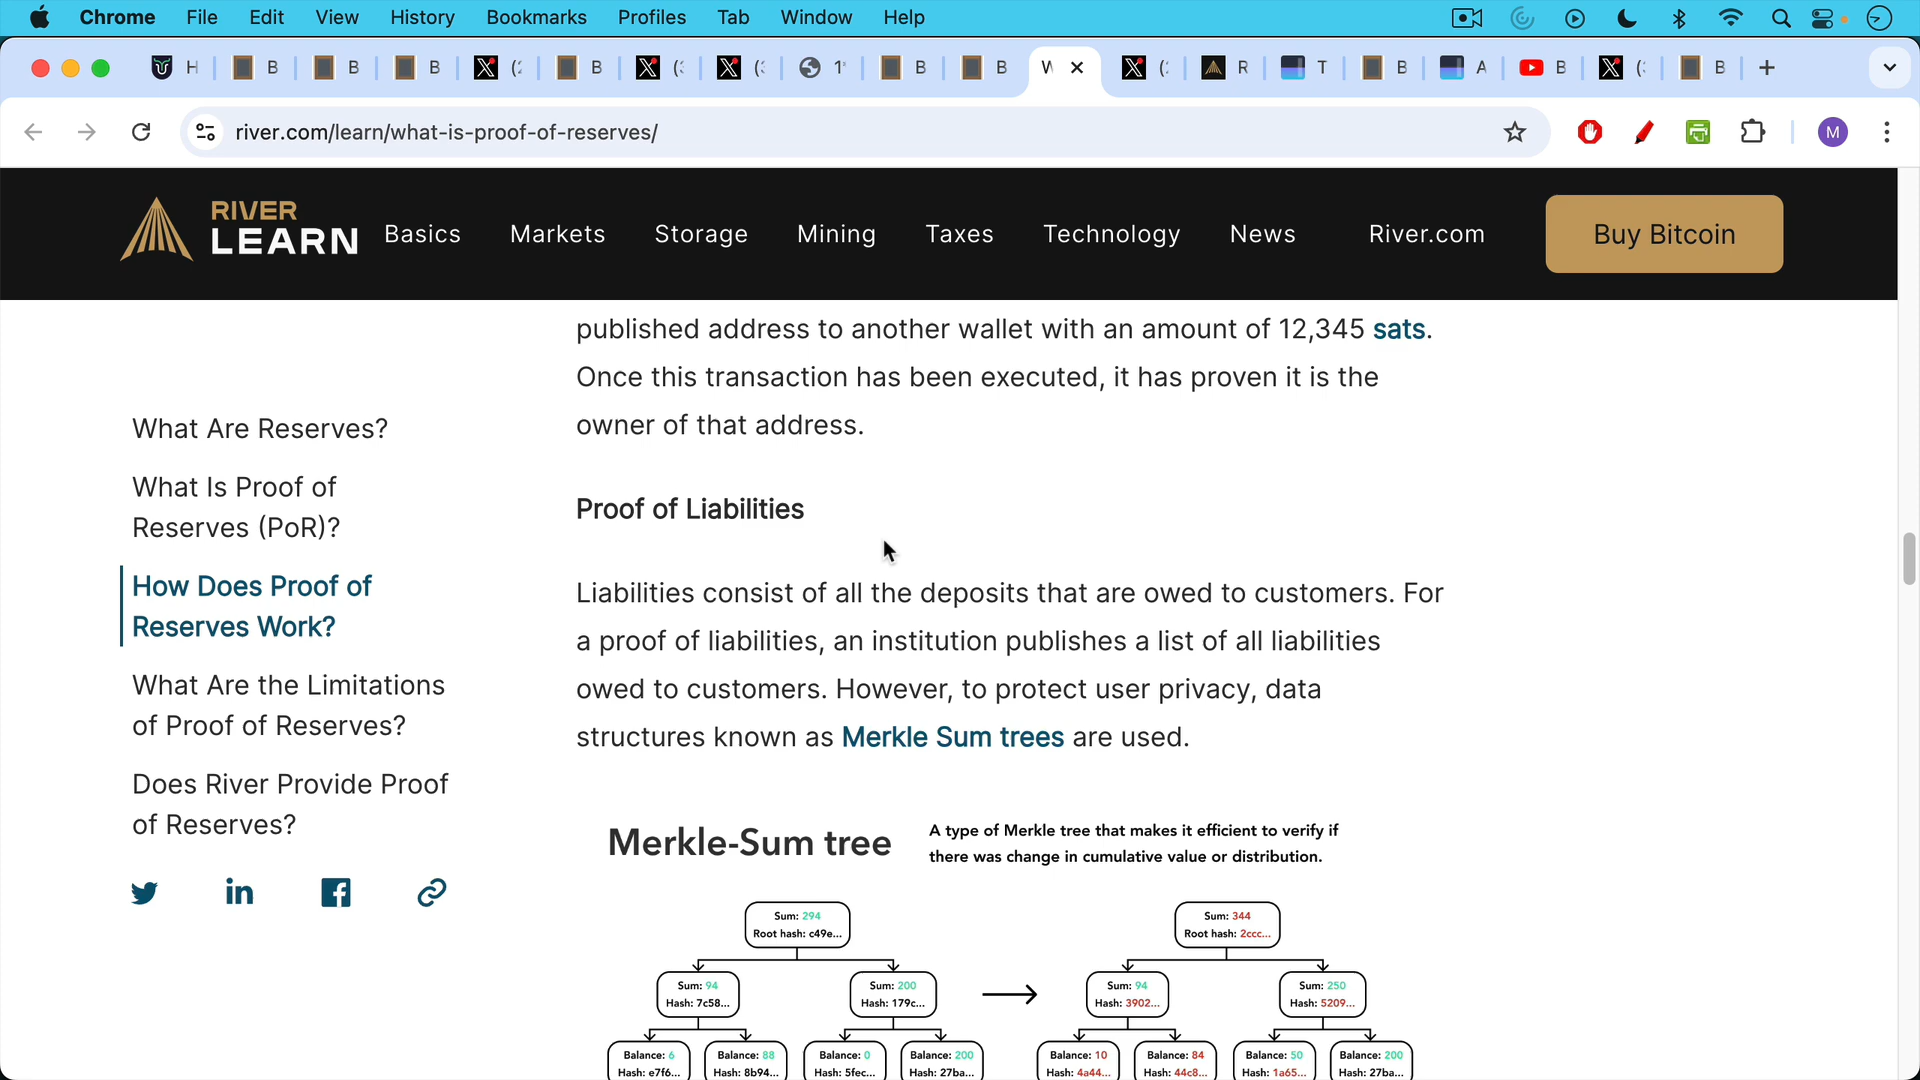 Chrome File Edit View History Bookmarks Profiles Tab Window Help
H B B B (2 B (3 (3 1' B B W (2 R T B A B (3 B
river.com/learn/what-is-proof-of-reserves/
M
RIVER
LEARN
Basics Markets Storage Mining Taxes Technology News River.com Buy Bitcoin
What Are Reserves?
What Is Proof of
Reserves (PoR)?
How Does Proof of
Reserves Work?
What Are the Limitations
of Proof of Reserves?
Does River Provide Proof
of Reserves?
published address to another wallet with an amount of 12,345 sats.
Once this transaction has been executed, it has proven it is the
owner of that address.
Proof of Liabilities
Liabilities consist of all the deposits that are owed to customers. For
a proof of liabilities, an institution publishes a list of all liabilities
owed to customers. However, to protect user privacy, data
structures known as Merkle Sum trees are used.
Merkle-Sum tree
A type of Merkle tree that makes it efficient to verify if
there was change in cumulative value or distribution.
Sum: 294
Root hash: c49e...
Sum: 94
Hash: 7c58...
Sum: 200
Hash: 179c...
Balance: 6
Hash: e7f6...
Balance: 88
Hash: 8b94...
Balance: 0
Hash: 5fec...
Balance: 200
Hash: 27ba...
Sum: 344
Root hash: 2ccc...
Sum: 94
Hash: 3902...
Sum: 250
Hash: 5209...
Balance: 10
Hash: 4a44...
Balance: 84
Hash: 44c8...
Balance: 50
Hash: 1a65...
Balance: 200
Hash: 27ba...